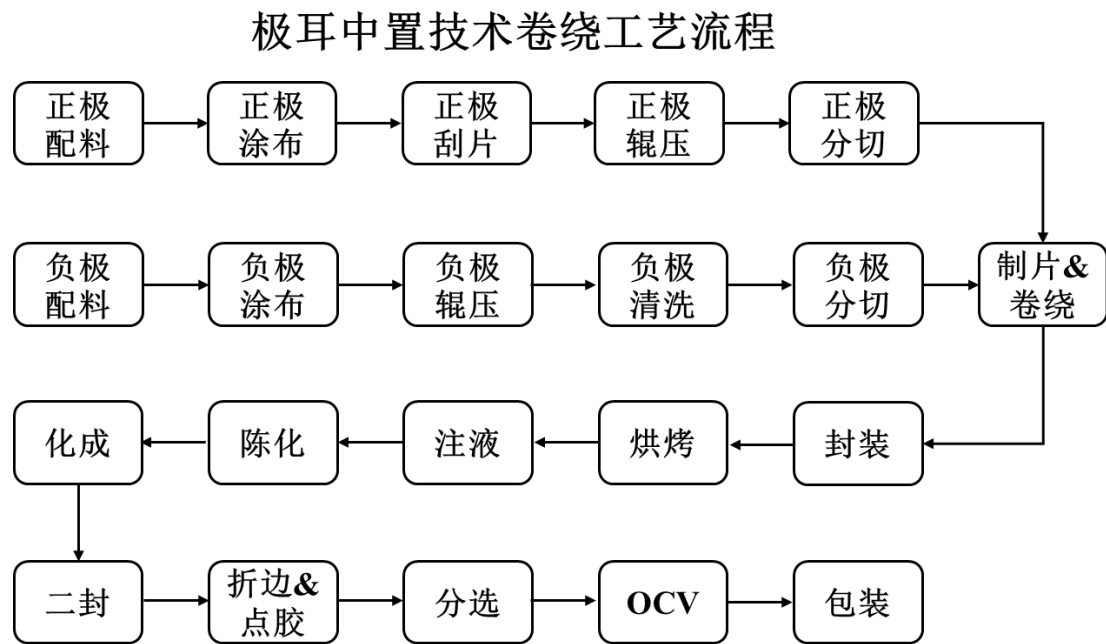 极耳中置技术卷绕工艺流程
正极
配料
正极
涂布
正极
刮片
正极
辊压
正极
分切
负极
配料
负极
涂布
负极
辊压
负极
清洗
负极
分切
制片&
卷绕
化成
陈化
注液
烘烤
封装
二封
折边&
点胶
分选
OCV
包装